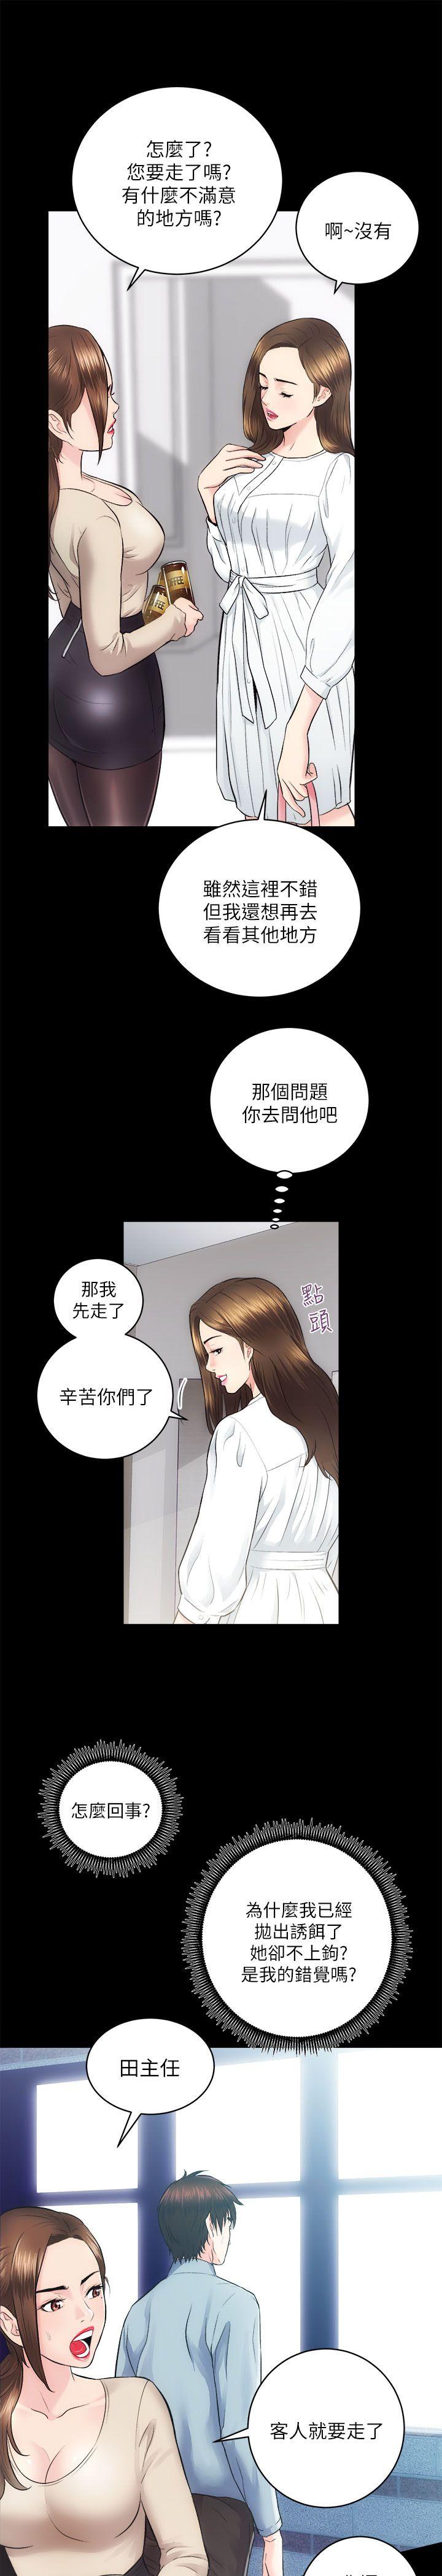 怎麼了?
您要走了嗎?
有什麼不滿意
的地方嗎?
啊~沒有
雖然這裡不錯
但我還想再去
看看其他地方
那個問題
你去問他吧
點
頭
那我
先走了
辛苦你們了
怎麼回事?
為什麼我已經
拋出誘餌了
她卻不上鉤?
是我的錯覺嗎?
田主任
客人就要走了